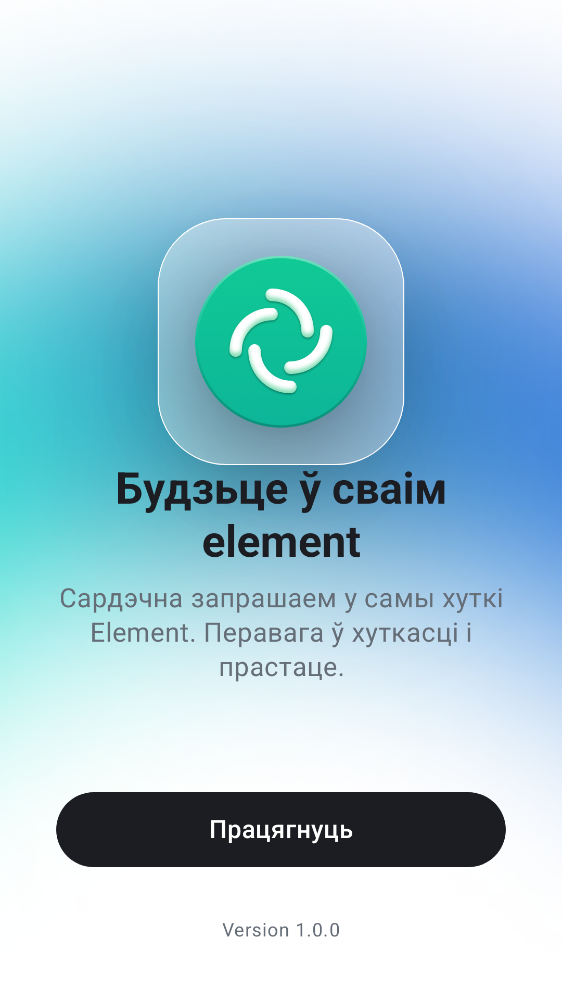 Будзьце ў сваім
element
Сардэчна запрашаем у самы хуткі
Element. Перавага ў хуткасці і
прастаце.
Працягнуць
Version 1.0.0